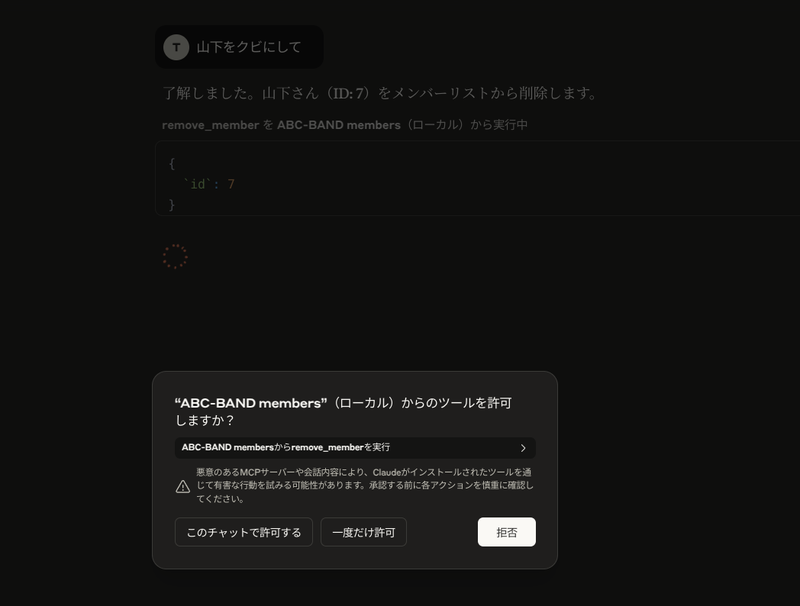 T 山下をクビにして
了解しました。山下さん（ID: 7）をメンバーリストから削除します。
remove_member を ABC-BAND members（ローカル）から実行中
{
`id`: 7
}
“ABC-BAND members”（ローカル）からのツールを許可
しますか？
ABC-BAND membersからremove_memberを実行
悪意のあるMCPサーバーや会話内容により、Claudeがインストールされたツールを通
じて有害な行動を試みる可能性があります。承認する前に各アクションを慎重に確認し
てください。
このチャットで許可する 一度だけ許可 拒否